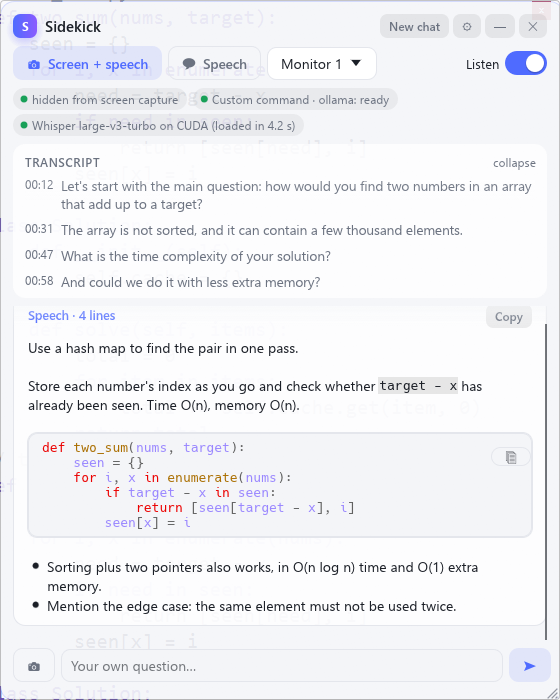 Sidekick
New chat
Screen + speech
Speech
Monitor 1
Listen
hidden from screen capture
Custom command · ollama: ready
Whisper large-v3-turbo on CUDA (loaded in 4.2 s)
TRANSCRIPT
collapse
00:12 Let's start with the main question: how would you find two numbers in an array
that add up to a target?
00:31 The array is not sorted, and it can contain a few thousand elements.
00:47 What is the time complexity of your solution?
00:58 And could we do it with less extra memory?
Speech · 4 lines
Copy
Use a hash map to find the pair in one pass.
Store each number's index as you go and check whether target - x has
already been seen. Time O(n), memory O(n).
def two_sum(nums, target):
    seen = {}
    for i, x in enumerate(nums):
        if target - x in seen:
            return [seen[target - x], i]
        seen[x] = i
Sorting plus two pointers also works, in O(n log n) time and O(1) extra
memory.
Mention the edge case: the same element must not be used twice.
seen[x] = i
Your own question...